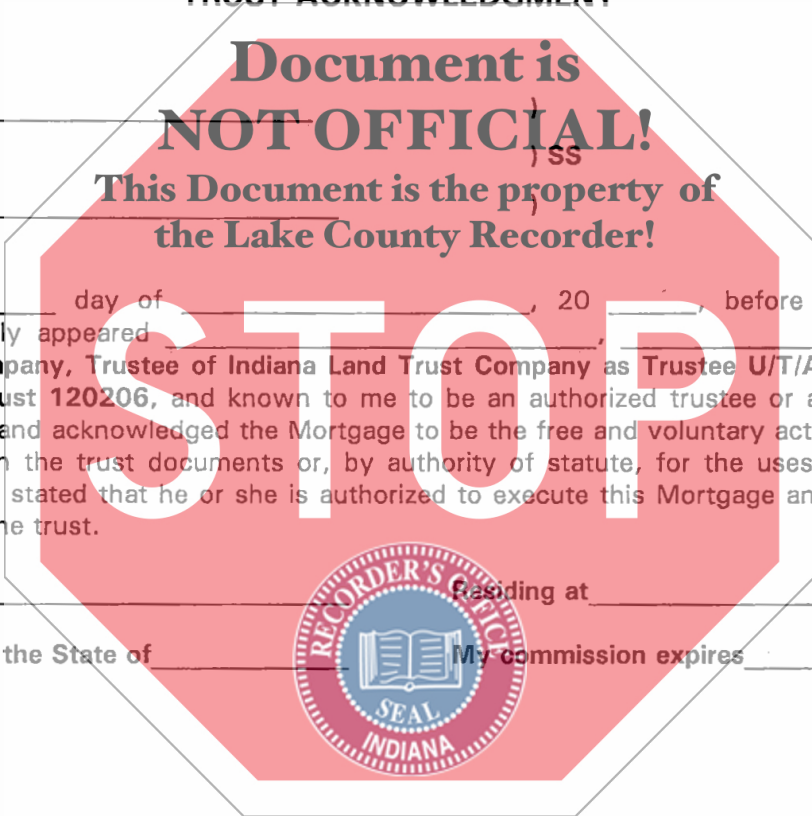 TRUST ACKNOWLEDGMENT
Document is
NOT OFFICIAL!
)
) SS
This Document is the property of
)
the Lake County Recorder!
STOP
day of , 20 , before
ly appeared ,
pany, Trustee of Indiana Land Trust Company as Trustee U/T/A
ust 120206, and known to me to be an authorized trustee or a
and acknowledged the Mortgage to be the free and voluntary act
n the trust documents or, by authority of statute, for the uses
stated that he or she is authorized to execute this Mortgage an
he trust.
RECORDER'S OFFICE
Residing at
the State of My commission expires
SEAL
INDIANA